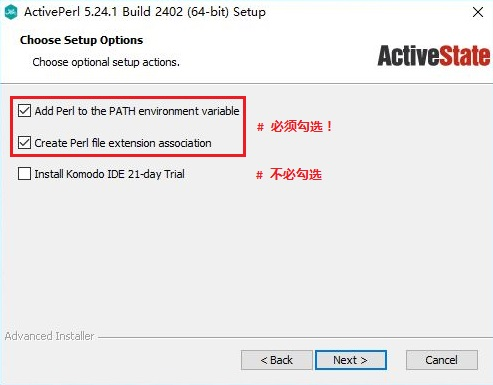 ActivePerl 5.24.1 Build 2402 (64-bit) Setup
Choose Setup Options
Choose optional setup actions.
ActiveState
Add Perl to the PATH environment variable
# 必须勾选！
Create Perl file extension association
Install Komodo IDE 21-day Trial
# 不必勾选
Advanced Installer
< Back
Next >
Cancel